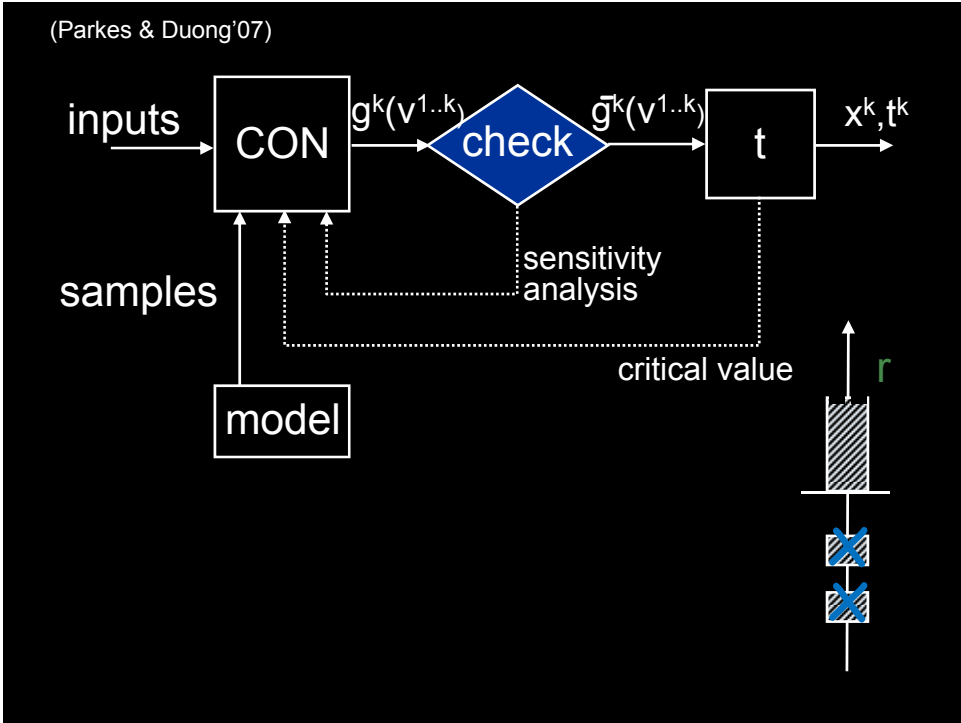 (Parkes & Duong'07)
inputs
CON
gᵏ(v¹··ᵏ)
check
ḡᵏ(v¹··ᵏ)
t
xᵏ,tᵏ
sensitivity
analysis
samples
critical value
r
model